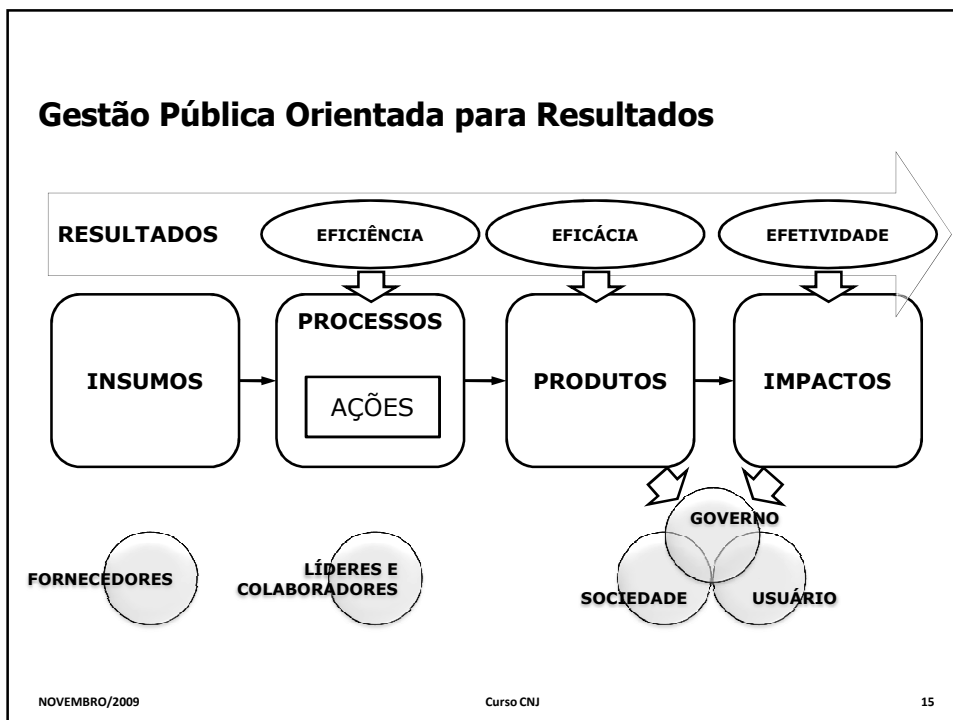 Gestão Pública Orientada para Resultados
RESULTADOS
EFICIÊNCIA
EFICÁCIA
EFETIVIDADE
INSUMOS
PROCESSOS
AÇÕES
PRODUTOS
IMPACTOS
FORNECEDORES
LÍDERES E
COLABORADORES
GOVERNO
SOCIEDADE
USUÁRIO
NOVEMBRO/2009
Curso CNJ
15